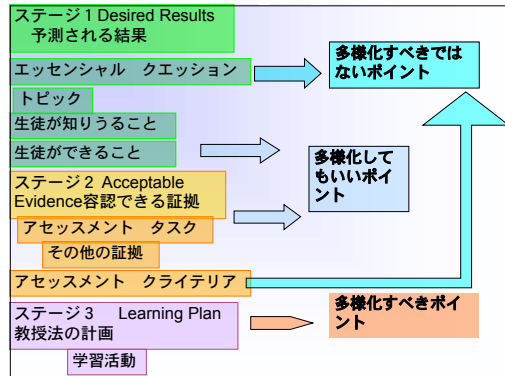 ステージ1 Desired Results
予測される結果
エッセンシャル クエッション
トピック
生徒が知りうること
生徒ができること
ステージ2 Acceptable
Evidence容認できる証拠
アセスメント タスク
その他の証拠
アセスメント クライテリア
ステージ3 Learning Plan
教授法の計画
学習活動
多様化すべきでは
ないポイント
多様化して
もいいポイ
ント
多様化すべきポ
イント